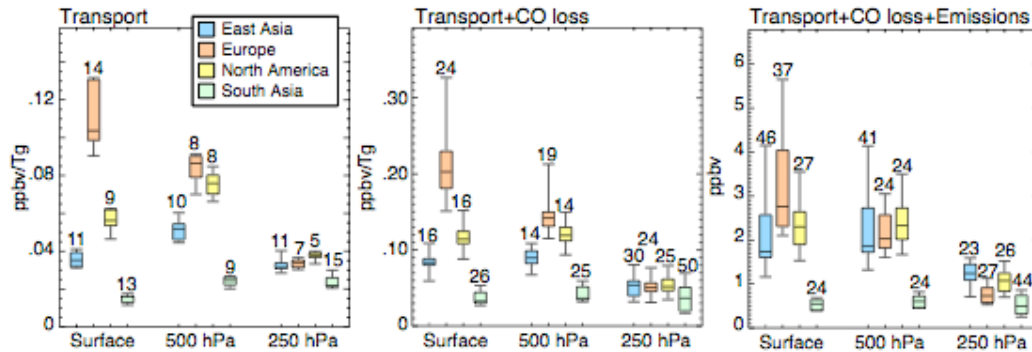 Transport
Transport+CO loss
Transport+CO loss+Emissions
ppbv/Tg
.12
.08
.04
0
East Asia
Europe
North America
South Asia
11
14
9
13
10
8
8
9
11
7
5
15
Surface
500 hPa
250 hPa
ppbv/Tg
.30
.20
.10
0
16
24
16
26
14
19
14
25
30
24
25
50
Surface
500 hPa
250 hPa
ppbv
6
5
4
3
2
1
0
46
37
27
24
41
24
24
24
23
27
26
44
Surface
500 hPa
250 hPa